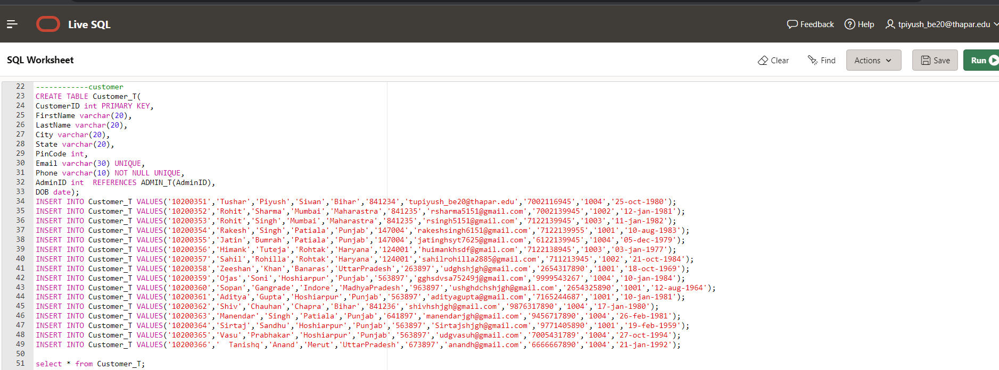 Live SQL
Feedback Help tpiyush_be20@thapar.edu
SQL Worksheet
Clear Find Actions Save Run
22 ------------customer
23 CREATE TABLE Customer_T(
24 CustomerID int PRIMARY KEY,
25 FirstName varchar(20),
26 LastName varchar(20),
27 City varchar(20),
28 State varchar(20),
29 PinCode int,
30 Email varchar(30) UNIQUE,
31 Phone varchar(10) NOT NULL UNIQUE,
32 AdminID int  REFERENCES ADMIN_T(AdminID),
33 DOB date);
34 INSERT INTO Customer_T VALUES('10200351','Tushar','Piyush','Siwan','Bihar','841234','tupiyush_be20@thapar.edu','7002116945','1004','25-oct-1980');
35 INSERT INTO Customer_T VALUES('10200352','Rohit','Sharma','Mumbai','Maharastra','841235','rsharma5151@gmail.com','7002139945','1002','12-jan-1981');
36 INSERT INTO Customer_T VALUES('10200353','Rohit','Singh','Mumbai','Maharastra','841235','rsingh5151@gmail.com','7122139945','1003','11-jan-1982');
37 INSERT INTO Customer_T VALUES('10200354','Rakesh','Singh','Patiala','Punjab','147004','rakeshsingh6151@gmail.com','7122139955','1001','10-aug-1983');
38 INSERT INTO Customer_T VALUES('10200355','Jatin','Bumrah','Patiala','Punjab','147004','jatinghsyt7625@gmail.com','6122139945','1004','05-dec-1979');
39 INSERT INTO Customer_T VALUES('10200356','Himank','Tuteja','Rohtak','Haryana','124001','huimankhsdf@gmail.com','7122138945','1003','03-jan-1977');
40 INSERT INTO Customer_T VALUES('10200357','Sahil','Rohilla','Rohtak','Haryana','124001','sahilrohilla2885@gmail.com','711213945','1002','21-oct-1984');
41 INSERT INTO Customer_T VALUES('10200358','Zeeshan','Khan','Banaras','UttarPradesh','263897','udghshjgh@gmail.com','2654317890','1001','18-oct-1969');
42 INSERT INTO Customer_T VALUES('10200359','Ojas','Soni','Hoshiarpur','Punjab','563897','gghsdvsa75249j@gmail.com','9999543267','1004','10-jan-1984');
43 INSERT INTO Customer_T VALUES('10200360','Sopan','Gangrade','Indore','MadhyaPradesh','963897','ushghdchshjgh@gmail.com','2654325890','1001','12-aug-1964');
44 INSERT INTO Customer_T VALUES('10200361','Aditya','Gupta','Hoshiarpur','Punjab','563897','adityagupta@gmail.com','7165244687','1001','10-jan-1981');
45 INSERT INTO Customer_T VALUES('10200362','Shiv','Chauhan','Chapra','Bihar','841236','shivhshjgh@gmail.com','9876317890','1004','17-jan-1980');
46 INSERT INTO Customer_T VALUES('10200363','Manendar','Singh','Patiala','Punjab','641897','manendarjgh@gmail.com','9456717890','1004','26-feb-1981');
47 INSERT INTO Customer_T VALUES('10200364','Sirtaj','Sandhu','Hoshiarpur','Punjab','563897','Sirtajshjgh@gmail.com','9771405890','1001','19-feb-1959');
48 INSERT INTO Customer_T VALUES('10200365','Vasu','Prabhakar','Hoshiarpur','Punjab','563897','udgvasuh@gmail.com','7005431789','1004','27-oct-1994');
49 INSERT INTO Customer_T VALUES('10200366','  Tanishq','Anand','Merut','UttarPradesh','673897','anandh@gmail.com','6666667890','1004','21-jan-1992');
50
51 select * from Customer_T;